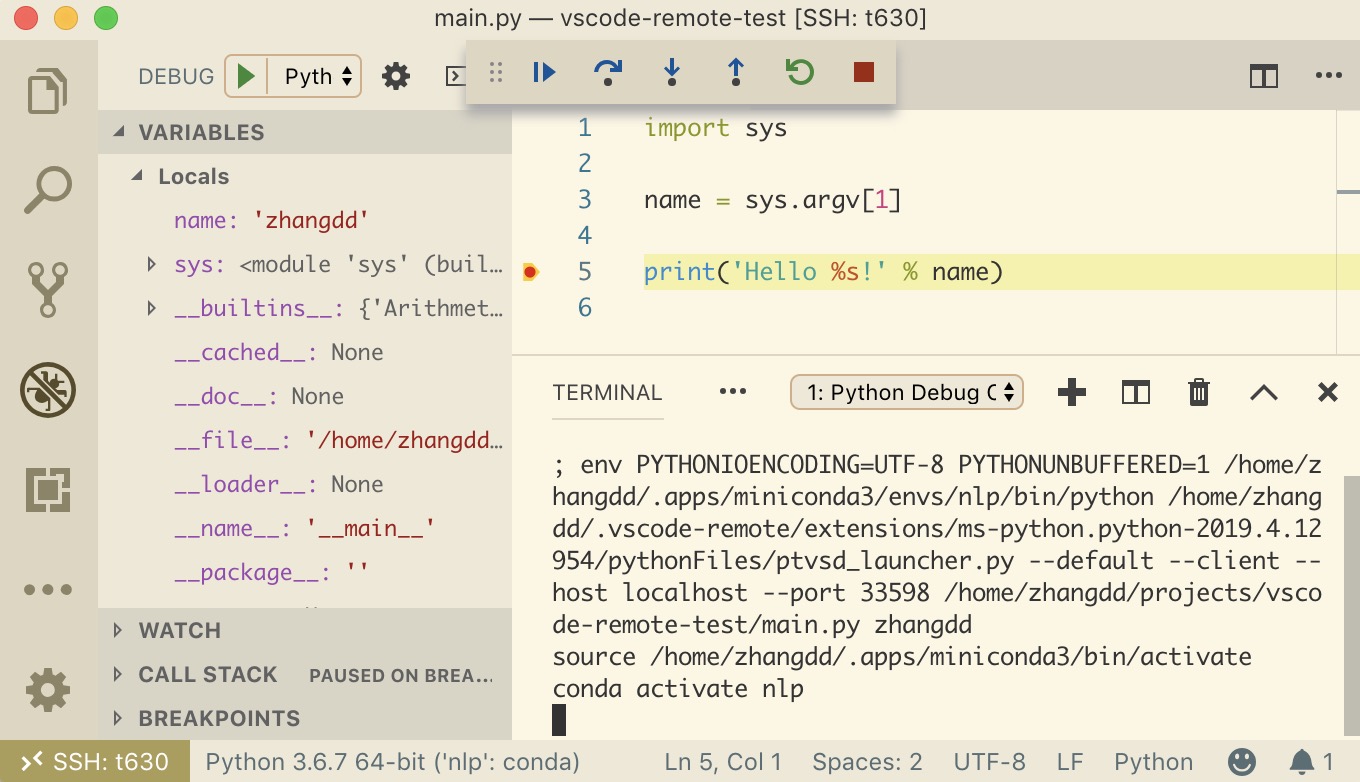 main.py — vscode-remote-test [SSH: t630]
DEBUG Pyth
VARIABLES
Locals
name: 'zhangdd'
sys: <module 'sys' (buil…
__builtins__: {'Arithmet…
__cached__: None
__doc__: None
__file__: '/home/zhangdd…
__loader__: None
__name__: '__main__'
__package__: ''
WATCH
CALL STACK PAUSED ON BREA…
BREAKPOINTS
1 import sys
2
3 name = sys.argv[1]
4
5 print('Hello %s!' % name)
6
TERMINAL 1: Python Debug C
; env PYTHONIOENCODING=UTF-8 PYTHONUNBUFFERED=1 /home/z
hangdd/.apps/miniconda3/envs/nlp/bin/python /home/zhang
dd/.vscode-remote/extensions/ms-python.python-2019.4.12
954/pythonFiles/ptvsd_launcher.py --default --client --
host localhost --port 33598 /home/zhangdd/projects/vsco
de-remote-test/main.py zhangdd
source /home/zhangdd/.apps/miniconda3/bin/activate
conda activate nlp
SSH: t630 Python 3.6.7 64-bit ('nlp': conda) Ln 5, Col 1 Spaces: 2 UTF-8 LF Python 1